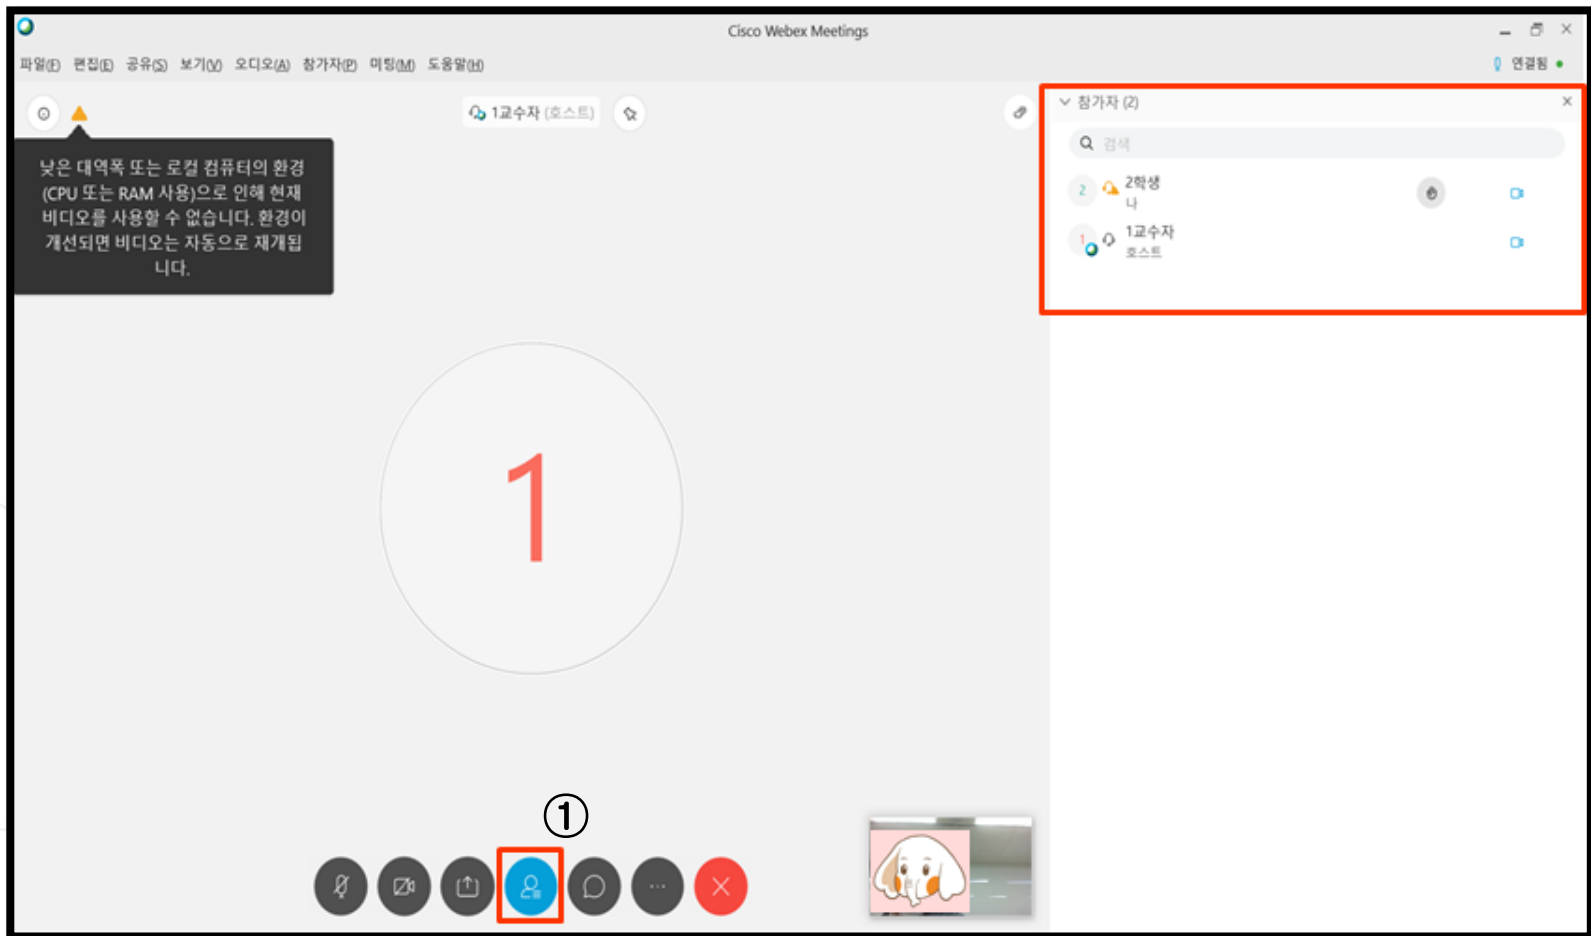 Cisco Webex Meetings
파일(F) 편집(E) 공유(S) 보기(V) 오디오(A) 참가자(P) 미팅(M) 도움말(H)
연결됨
1교수자 (호스트)
낮은 대역폭 또는 로컬 컴퓨터의 환경
(CPU 또는 RAM 사용)으로 인해 현재
비디오를 사용할 수 없습니다. 환경이
개선되면 비디오는 자동으로 재개됩
니다.
참가자 (2)
검색
2 2학생
나
1 1교수자
호스트
1
①